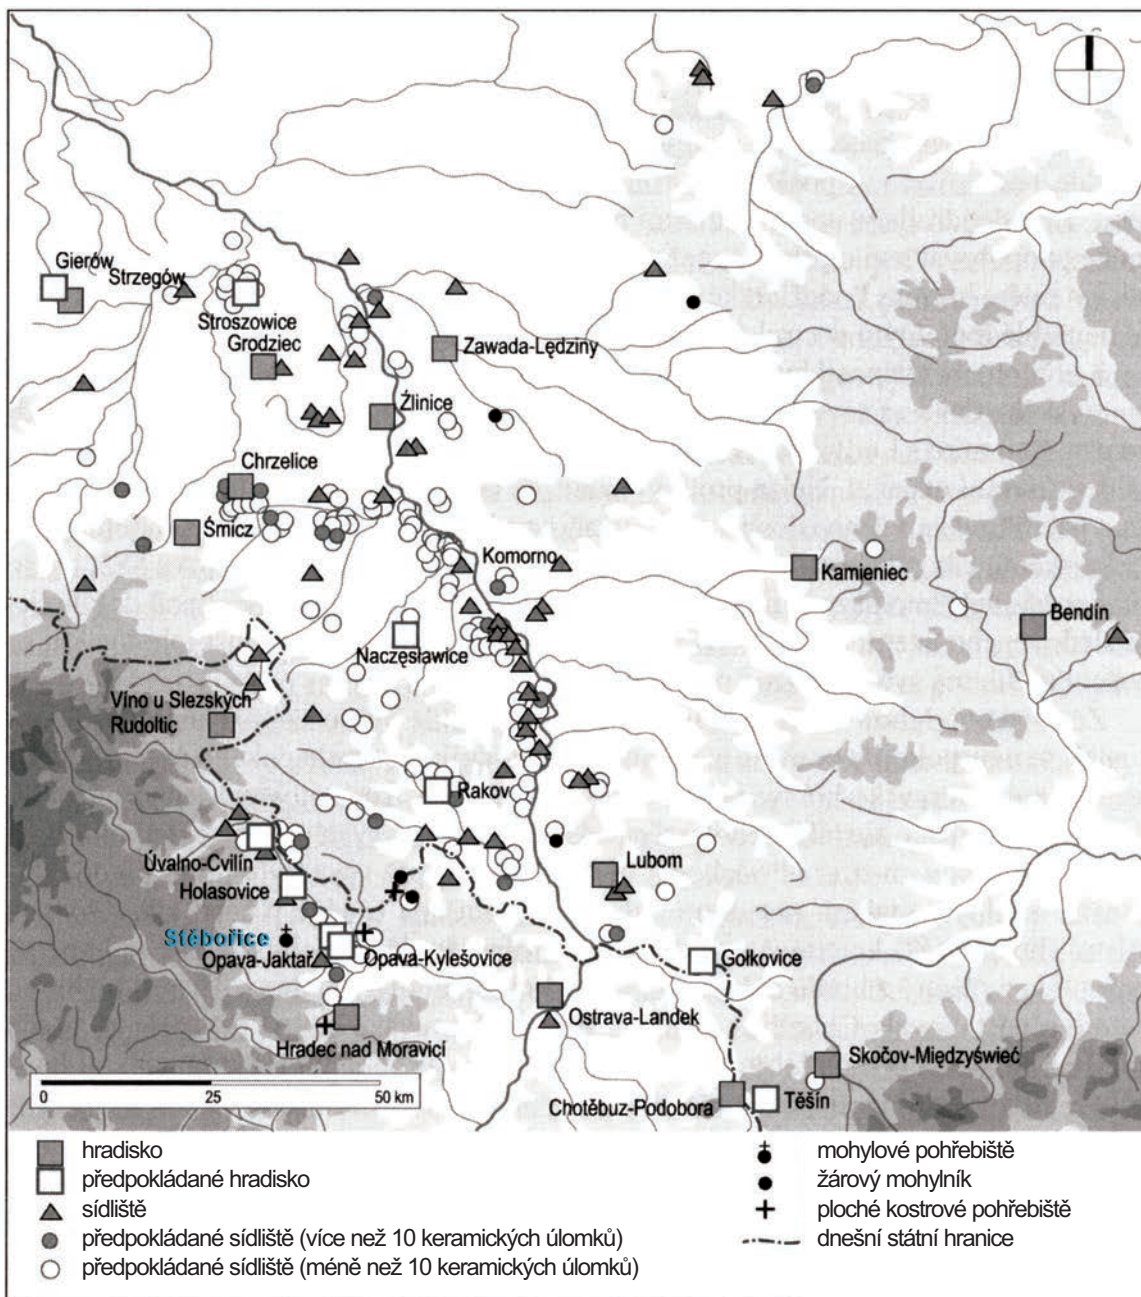 Gierów
Strzegów
Stroszowice
Grodziec
Zawada-Lędziny
Źlinice
Chrzelice
Śmicz
Komorno
Kamieniec
Bendín
Naczęsławice
Víno u Slezských
Rudoltic
Rakov
Úvalno-Cvilín
Lubom
Holasovice
Stěbořice
Opava-Jaktař
Opava-Kylešovice
Gołkovice
Ostrava-Landek
Hradec nad Moravicí
Skočov-Międzyświeć
Chotěbuz-Podobora
Těšín
0 25 50 km
hradisko
předpokládané hradisko
sídliště
předpokládané sídliště (více než 10 keramických úlomků)
předpokládané sídliště (méně než 10 keramických úlomků)
mohylové pohřebiště
žárový mohylník
ploché kostrové pohřebiště
dnešní státní hranice